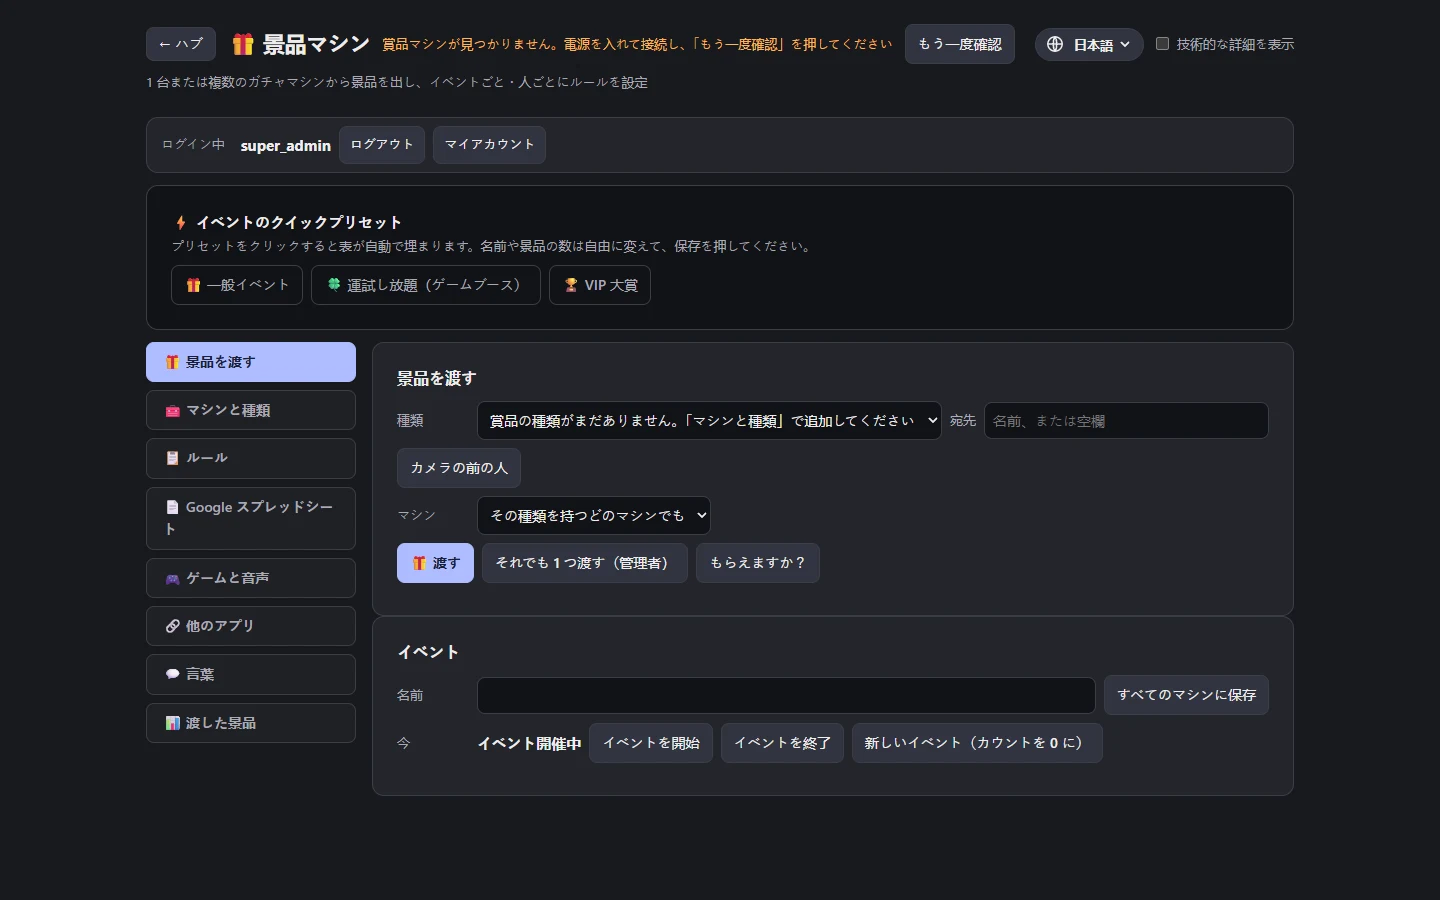 ← ハブ
🎁 景品マシン
賞品マシンが見つかりません。電源を入れて接続し、「もう一度確認」を押してください
もう一度確認
日本語
技術的な詳細を表示
1 台または複数のガチャマシンから景品を出し、イベントごと・人ごとにルールを設定
ログイン中
super_admin
ログアウト
マイアカウント
⚡ イベントのクイックプリセット
プリセットをクリックすると表が自動で埋まります。名前や景品の数は自由に変えて、保存を押してください。
🎁 一般イベント
🍀 運試し放題（ゲームブース）
🏆 VIP 大賞
🎁 景品を渡す
🧰 マシンと種類
📋 ルール
📄 Google スプレッドシー
ト
🎮 ゲームと音声
🔗 他のアプリ
💬 言葉
📊 渡した景品
景品を渡す
種類
賞品の種類がまだありません。「マシンと種類」で追加してください
宛先
名前、または空欄
カメラの前の人
マシン
その種類を持つどのマシンでも
🎁 渡す
それでも 1 つ渡す（管理者）
もらえますか？
イベント
名前
すべてのマシンに保存
今
イベント開催中
イベントを開始
イベントを終了
新しいイベント（カウントを 0 に）